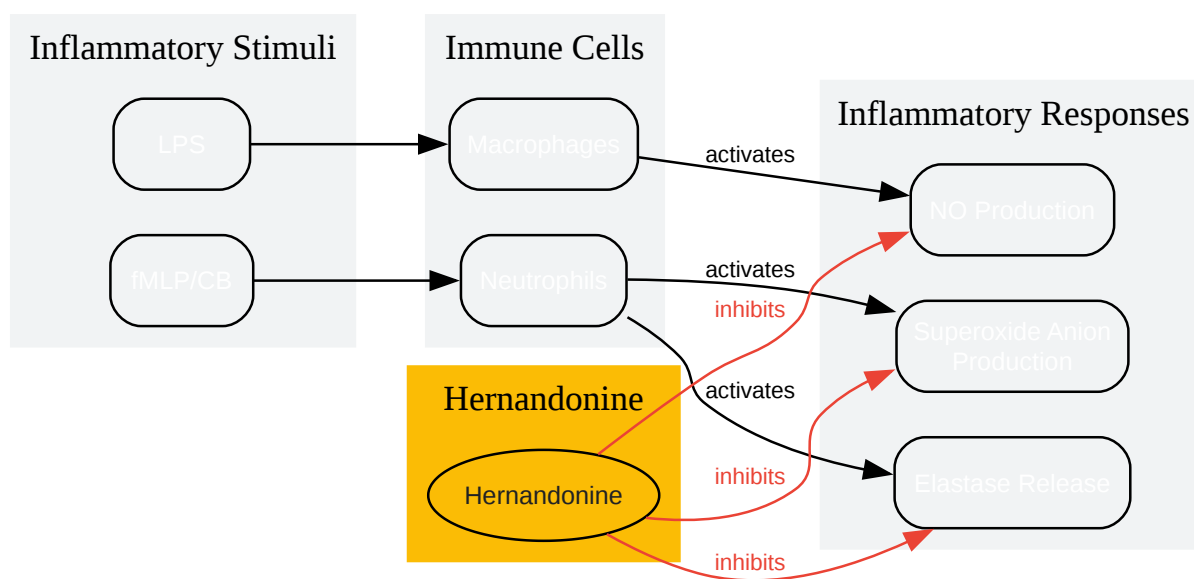 Inflammatory Stimuli
LPS
fMLP/CB
Immune Cells
Macrophages
Neutrophils
Hernandonine
Hernandonine
activates
activates
inhibits
activates
inhibits
inhibits
Inflammatory Responses
NO Production
Superoxide Anion
Production
Elastase Release